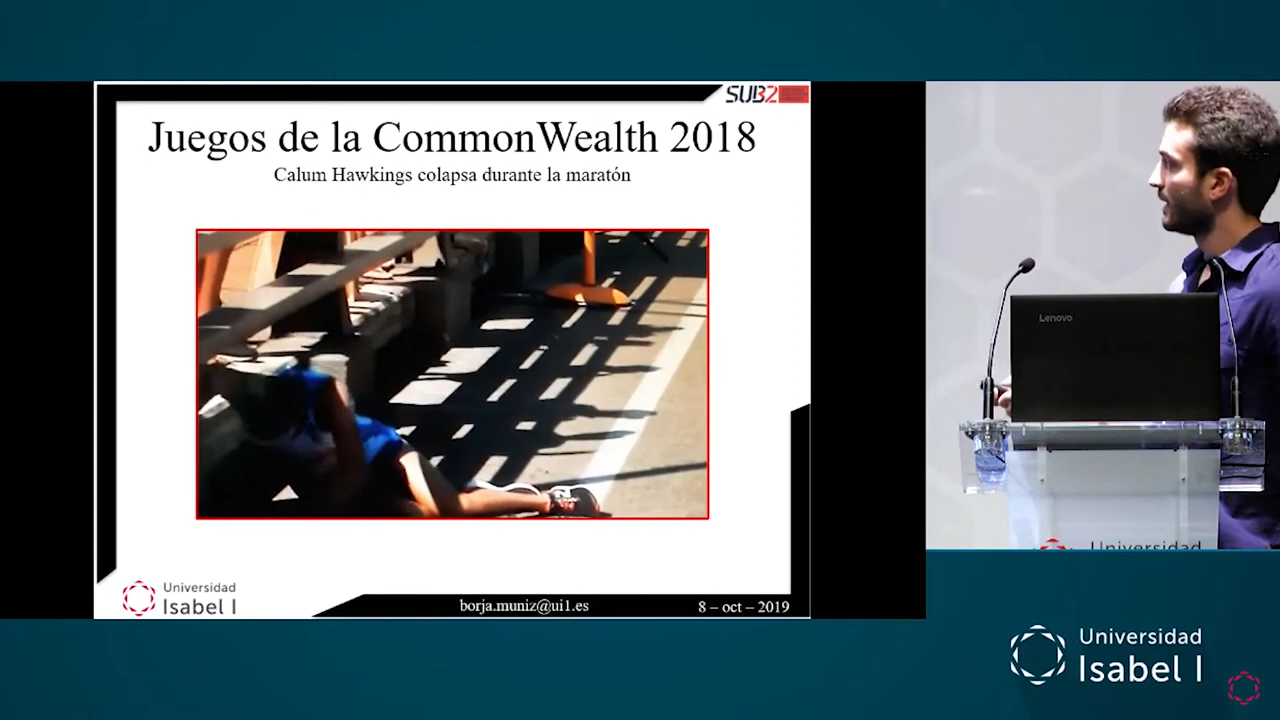 SUB2
Juegos de la CommonWealth 2018
Calum Hawkings colapsa durante la maratón
Lenovo
Universidad
Isabel I
borja.muniz@ui1.es
8 – oct – 2019
Universidad
Universidad
Isabel I